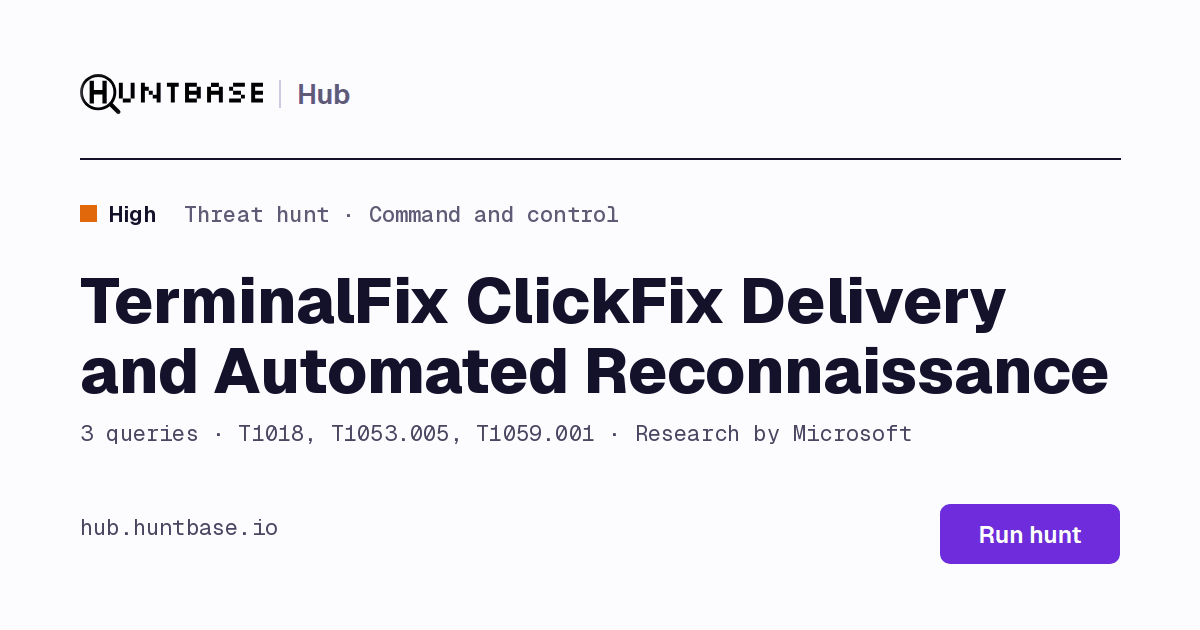 HUNTBASE Hub
High Threat hunt · Command and control
TerminalFix ClickFix Delivery
and Automated Reconnaissance
3 queries · T1018, T1053.005, T1059.001 · Research by Microsoft
hub.huntbase.io
Run hunt